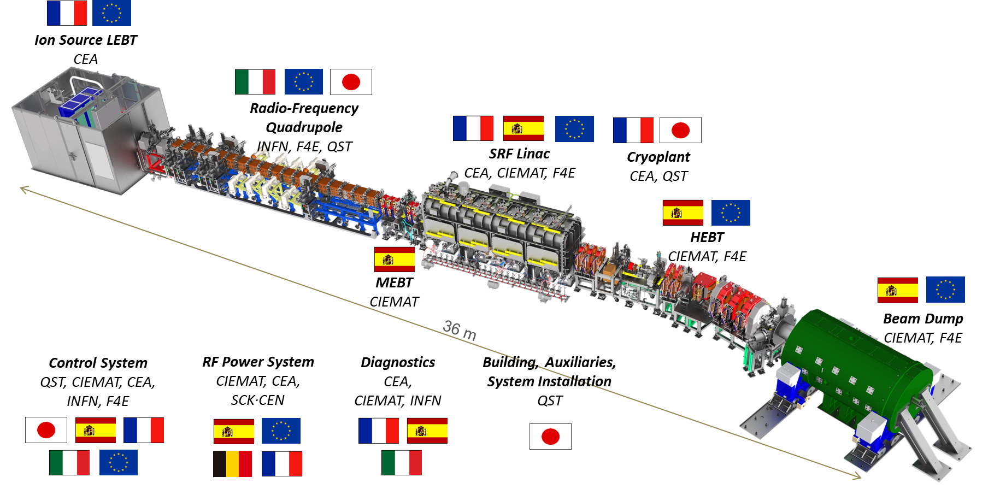 Ion Source LEBT
CEA
Radio-Frequency
Quadrupole
INFN, F4E, QST
SRF Linac
CEA, CIEMAT, F4E
Cryoplant
CEA, QST
HEBT
CIEMAT, F4E
MEBT
CIEMAT
Beam Dump
CIEMAT, F4E
36 m
Control System
QST, CIEMAT, CEA,
INFN, F4E
RF Power System
CIEMAT, CEA,
SCK·CEN
Diagnostics
CEA,
CIEMAT, INFN
Building, Auxiliaries,
System Installation
QST